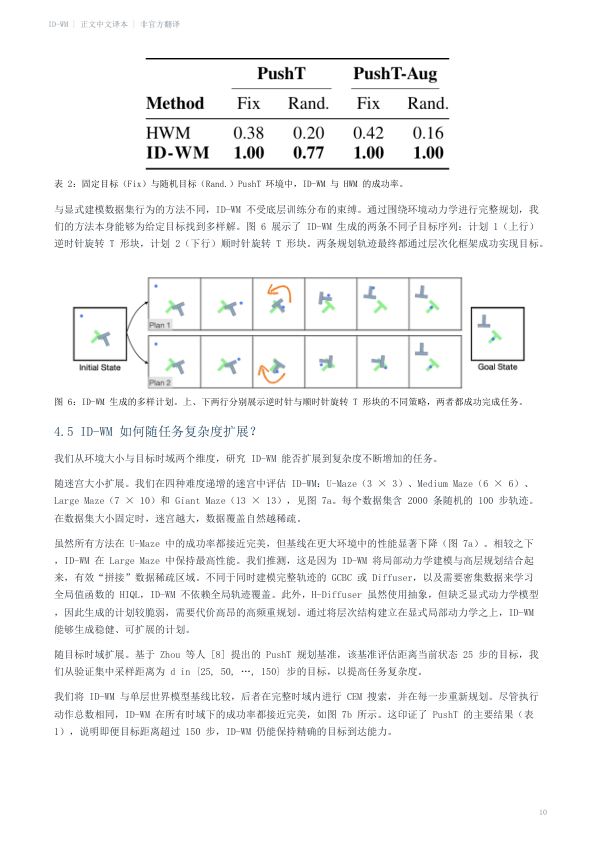 ID-WM | 正文中文译本 | 非官方翻译
PushT PushT-Aug
Method Fix Rand. Fix Rand.
HWM 0.38 0.20 0.42 0.16
ID-WM 1.00 0.77 1.00 1.00
表 2：固定目标（Fix）与随机目标（Rand.）PushT 环境中，ID-WM 与 HWM 的成功率。
与显式建模数据集行为的方法不同，ID-WM 不受底层训练分布的束缚。通过围绕环境动力学进行完整规划，我
们的方法本身能够为给定目标找到多样解。图 6 展示了 ID-WM 生成的两条不同子目标序列：计划 1（上行）
逆时针旋转 T 形块，计划 2（下行）顺时针旋转 T 形块。两条规划轨迹最终都通过层次化框架成功实现目标。
Plan 1
Initial State
Goal State
Plan 2
图 6：ID-WM 生成的多样计划。上、下两行分别展示逆时针与顺时针旋转 T 形块的不同策略，两者都成功完成任务。
4.5 ID-WM 如何随任务复杂度扩展？
我们从环境大小与目标时域两个维度，研究 ID-WM 能否扩展到复杂度不断增加的任务。
随迷宫大小扩展。我们在四种难度递增的迷宫中评估 ID-WM：U-Maze（3 × 3）、Medium Maze（6 × 6）、
Large Maze（7 × 10）和 Giant Maze（13 × 13），见图 7a。每个数据集含 2000 条随机的 100 步轨迹。
在数据集大小固定时，迷宫越大，数据覆盖自然越稀疏。
虽然所有方法在 U-Maze 中的成功率都接近完美，但基线在更大环境中的性能显著下降（图 7a）。相较之下
，ID-WM 在 Large Maze 中保持最高性能。我们推测，这是因为 ID-WM 将局部动力学建模与高层规划结合起
来，有效“拼接”数据稀疏区域。不同于同时建模完整轨迹的 GCBC 或 Diffuser，以及需要密集数据来学习
全局值函数的 HIQL，ID-WM 不依赖全局轨迹覆盖。此外，H-Diffuser 虽然使用抽象，但缺乏显式动力学模型
，因此生成的计划较脆弱，需要代价高昂的高频重规划。通过将层次结构建立在显式局部动力学之上，ID-WM
能够生成稳健、可扩展的计划。
随目标时域扩展。基于 Zhou 等人 [8] 提出的 PushT 规划基准，该基准评估距离当前状态 25 步的目标，我
们从验证集中采样距离为 d in {25, 50, …, 150} 步的目标，以提高任务复杂度。
我们将 ID-WM 与单层世界模型基线比较，后者在完整时域内进行 CEM 搜索，并在每一步重新规划。尽管执行
动作总数相同，ID-WM 在所有时域下的成功率都接近完美，如图 7b 所示。这印证了 PushT 的主要结果（表
1），说明即便目标距离超过 150 步，ID-WM 仍能保持精确的目标到达能力。
10